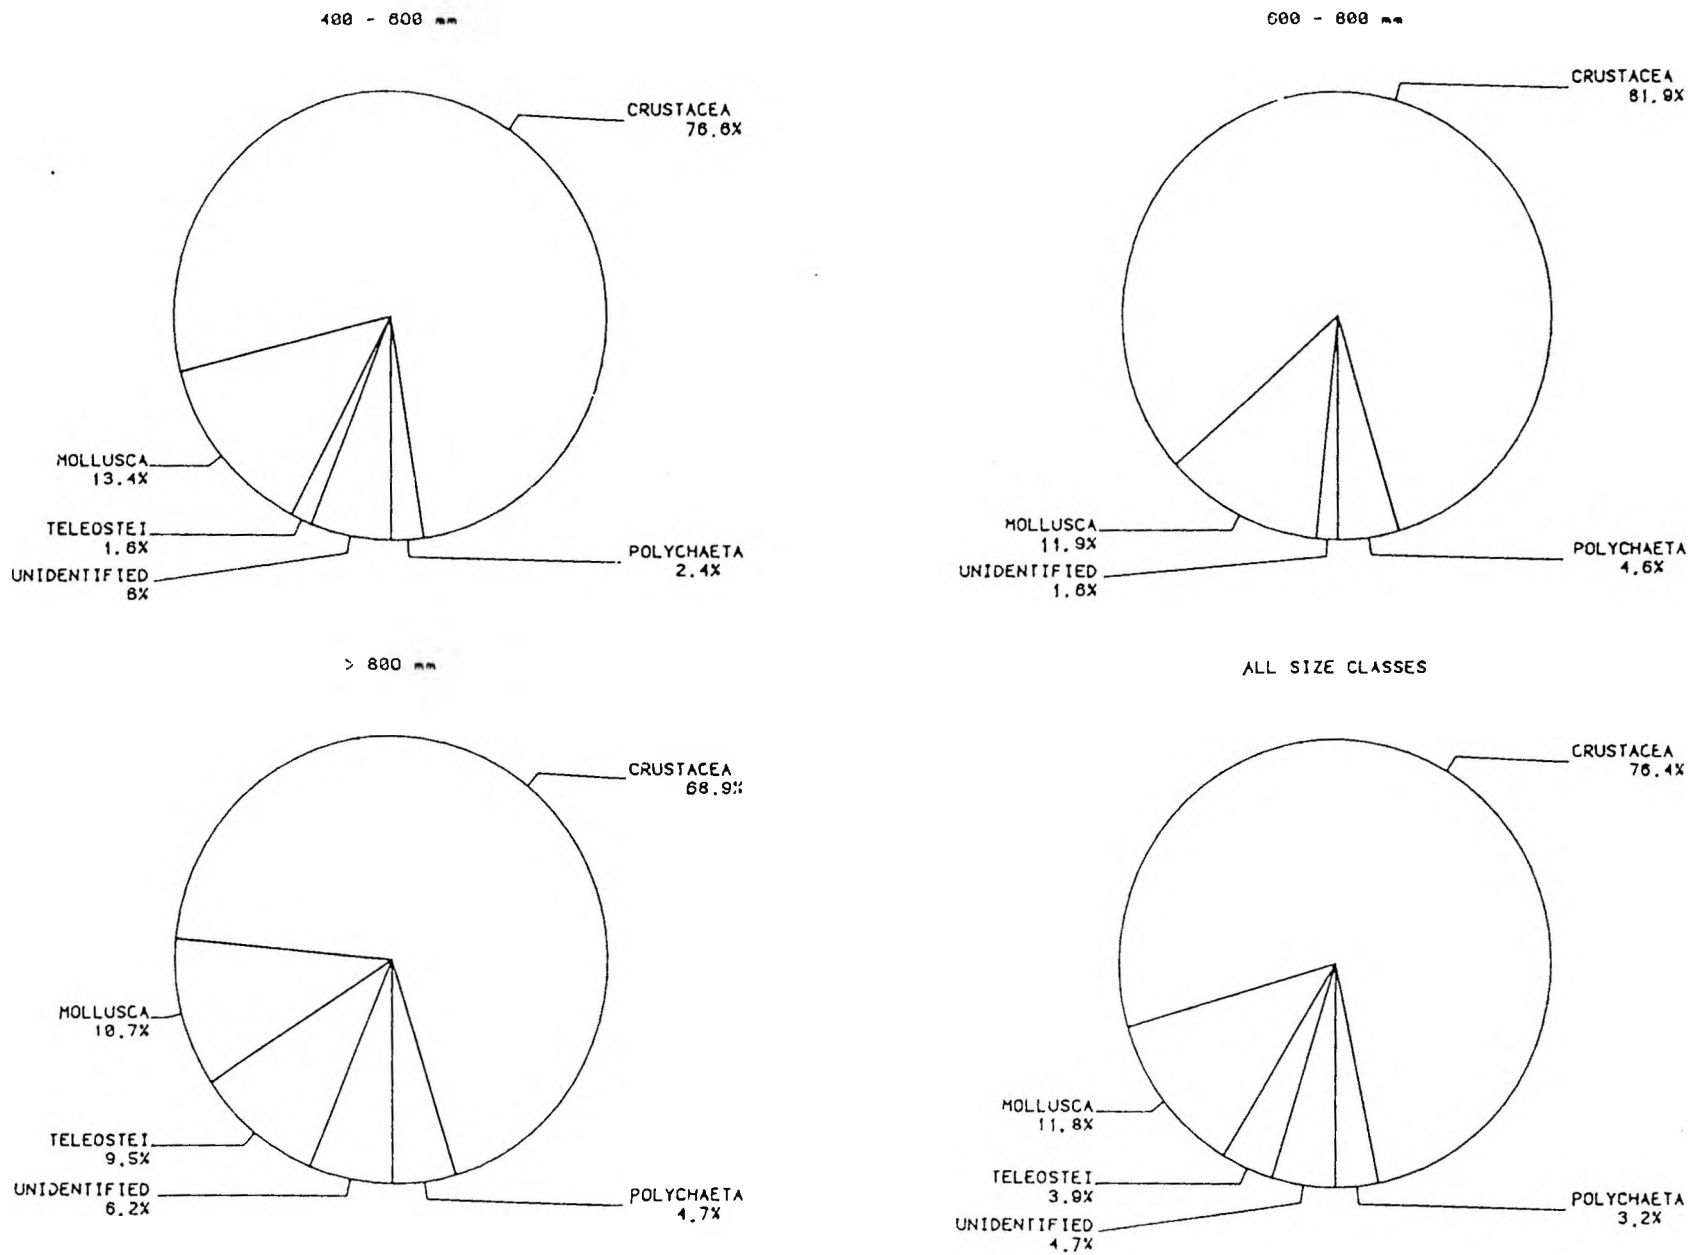 400 - 600 mm
CRUSTACEA
76.6%
MOLLUSCA
13.4%
TELEOSTEI
1.6%
UNIDENTIFIED
6%
POLYCHAETA
2.4%
600 - 800 mm
CRUSTACEA
81.9%
MOLLUSCA
11.9%
UNIDENTIFIED
1.6%
POLYCHAETA
4.6%
> 800 mm
CRUSTACEA
68.9%
MOLLUSCA
10.7%
TELEOSTEI
9.5%
UNIDENTIFIED
6.2%
POLYCHAETA
4.7%
ALL SIZE CLASSES
CRUSTACEA
76.4%
MOLLUSCA
11.8%
TELEOSTEI
3.9%
UNIDENTIFIED
4.7%
POLYCHAETA
3.2%